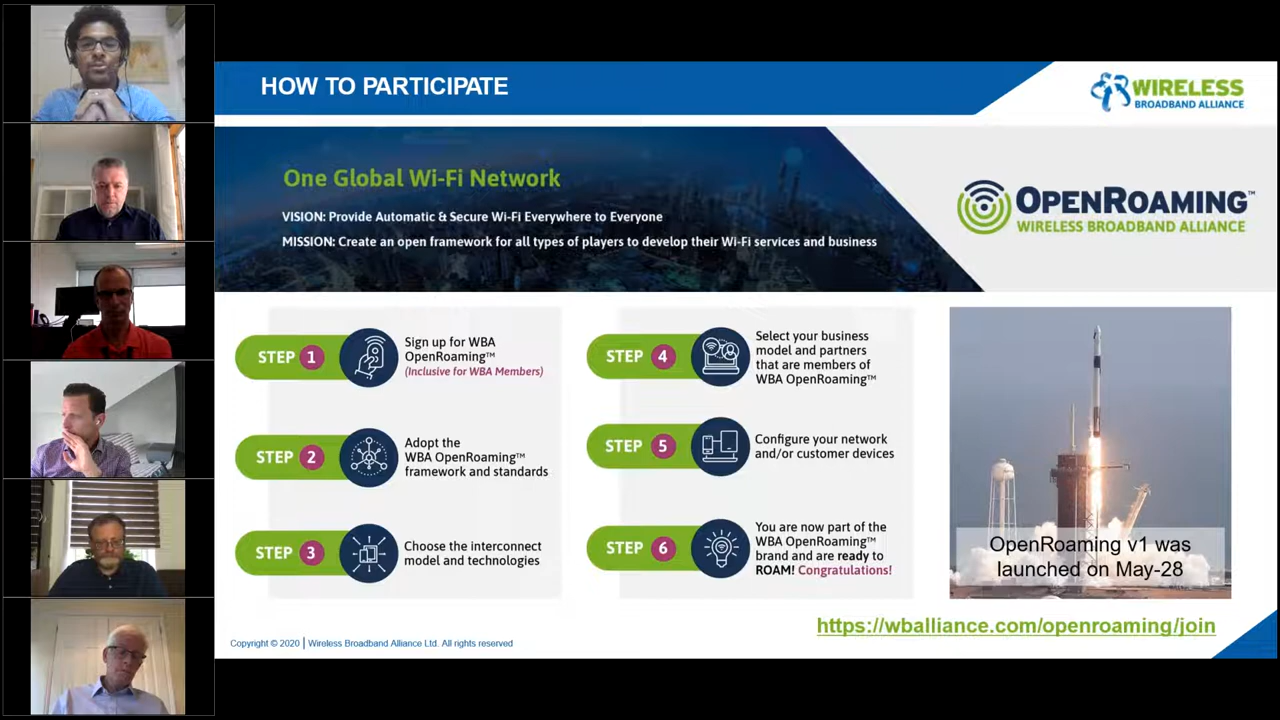 HOW TO PARTICIPATE
WIRELESS
BROADBAND ALLIANCE
One Global Wi-Fi Network
VISION: Provide Automatic & Secure Wi-Fi Everywhere to Everyone
MISSION: Create an open framework for all types of players to develop their Wi-Fi services and business
OPENROAMING™
WIRELESS BROADBAND ALLIANCE
STEP 1
Sign up for WBA
OpenRoaming™
(Inclusive for WBA Members)
STEP 2
Adopt the
WBA OpenRoaming™
framework and standards
STEP 3
Choose the interconnect
model and technologies
STEP 4
Select your business
model and partners
that are members of
WBA OpenRoaming™
STEP 5
Configure your network
and/or customer devices
STEP 6
You are now part of the
WBA OpenRoaming™
brand and are ready to
ROAM! Congratulations!
OpenRoaming v1 was
launched on May-28
https://wballiance.com/openroaming/join
Copyright © 2020 | Wireless Broadband Alliance Ltd. All rights reserved